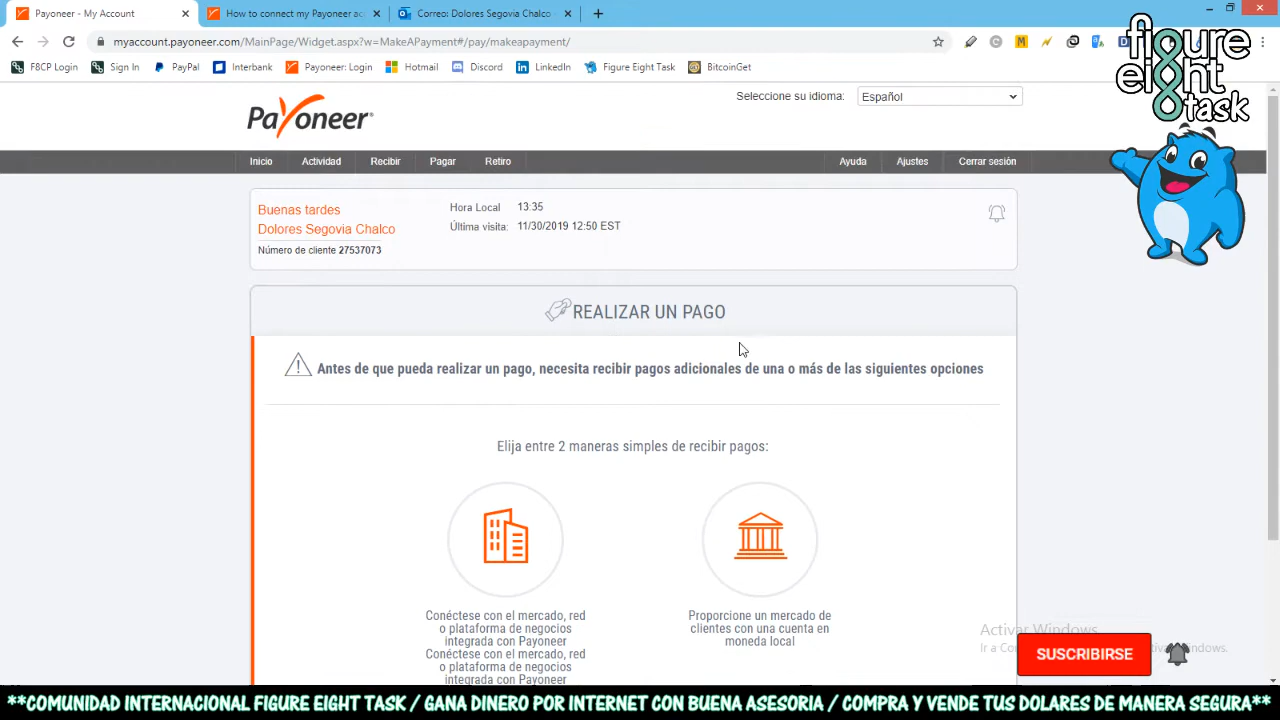 Payoneer - My Account
How to connect my Payoneer ac
Correo: Dolores Segovia Chalco
myaccount.payoneer.com/MainPage/Widget.aspx?w=MakeAPayment#/pay/makeapayment/
F8CP Login
Sign In
PayPal
Interbank
Payoneer: Login
Hotmail
Discord
LinkedIn
Figure Eight Task
BitcoinGet
figure
eight
task
Payoneer
Seleccione su idioma:
Español
Inicio
Actividad
Recibir
Pagar
Retiro
Ayuda
Ajustes
Cerrar sesión
Buenas tardes
Dolores Segovia Chalco
Número de cliente 27537073
Hora Local 13:35
Última visita: 11/30/2019 12:50 EST
REALIZAR UN PAGO
Antes de que pueda realizar un pago, necesita recibir pagos adicionales de una o más de las siguientes opciones
Elija entre 2 maneras simples de recibir pagos:
Conéctese con el mercado, red
o plataforma de negocios
integrada con Payoneer
Conéctese con el mercado, red
o plataforma de negocios
integrada con Payoneer
Proporcione un mercado de
clientes con una cuenta en
moneda local
Activar Windows
SUSCRIBIRSE
**COMUNIDAD INTERNACIONAL FIGURE EIGHT TASK / GANA DINERO POR INTERNET CON BUENA ASESORIA / COMPRA Y VENDE TUS DOLARES DE MANERA SEGURA**